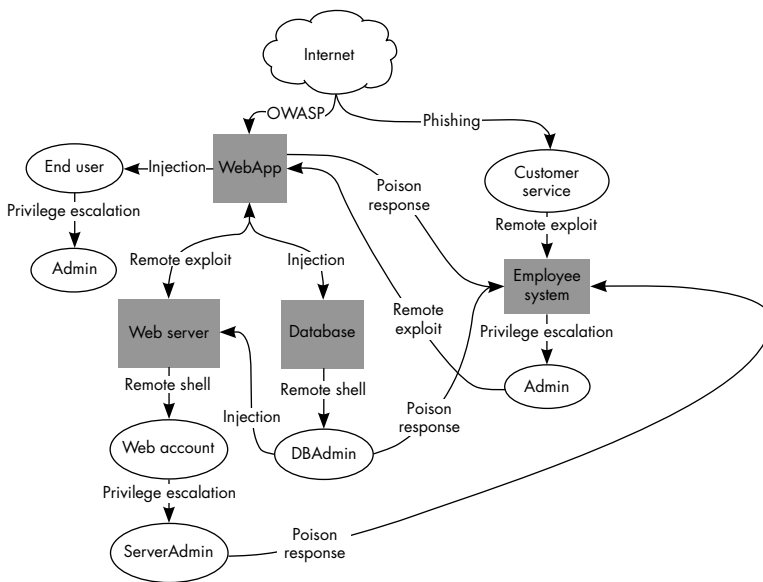 Internet
OWASP
Phishing
End user
Injection
WebApp
Poison
response
Customer
service
Privilege escalation
Remote exploit
Admin
Remote exploit
Injection
Employee
system
Web server
Database
Remote
exploit
Privilege escalation
Remote shell
Remote shell
Admin
Injection
Poison
response
Web account
DBAdmin
Privilege escalation
ServerAdmin
Poison
response